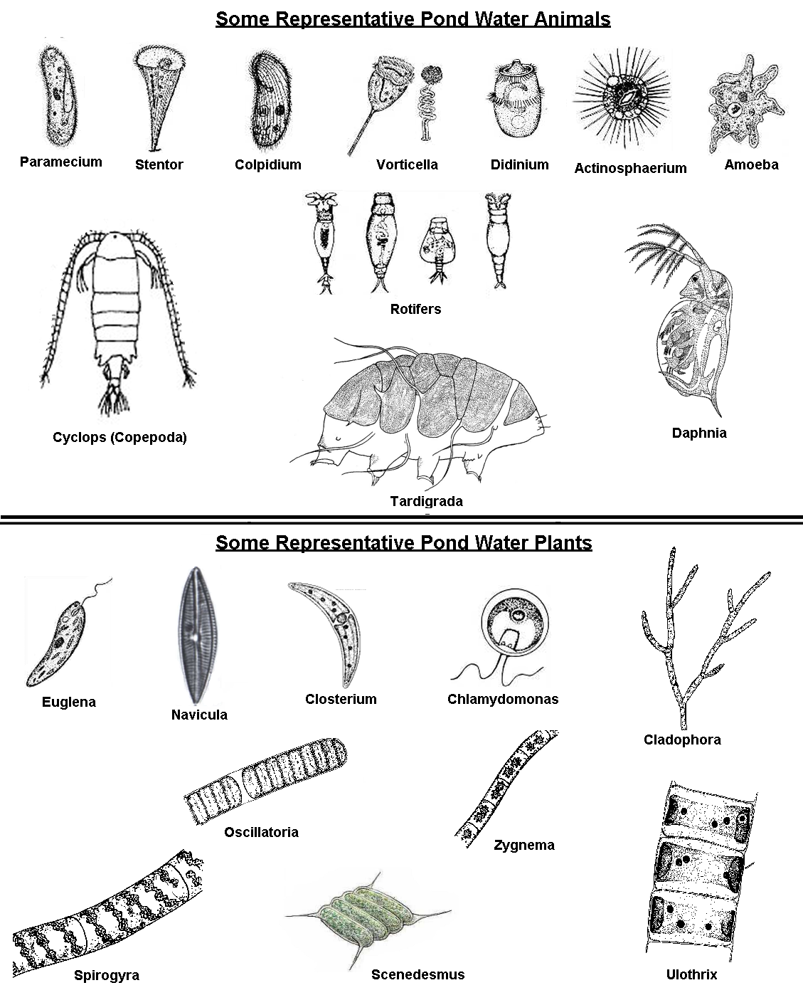 Some Representative Pond Water Animals
Paramecium
Stentor
Colpidium
Vorticella
Didinium
Actinosphaerium
Amoeba
Rotifers
Cyclops (Copepoda)
Daphnia
Tardigrada
Some Representative Pond Water Plants
Euglena
Navicula
Closterium
Chlamydomonas
Cladophora
Oscillatoria
Zygnema
Spirogyra
Scenedesmus
Ulothrix